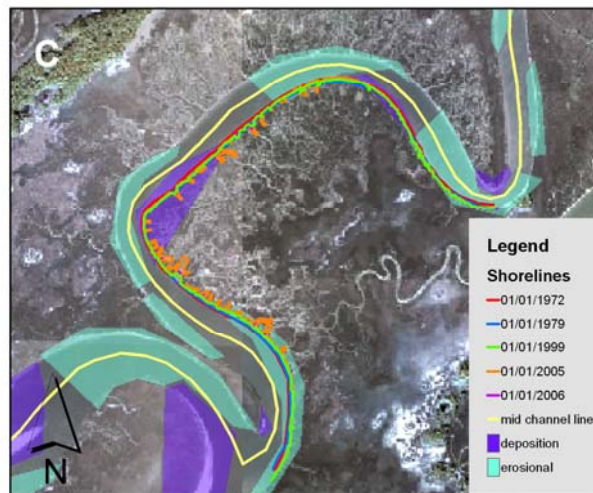 C
Legend
Shorelines
01/01/1972
01/01/1979
01/01/1999
01/01/2005
01/01/2006
mid channel line
deposition
erosional
N